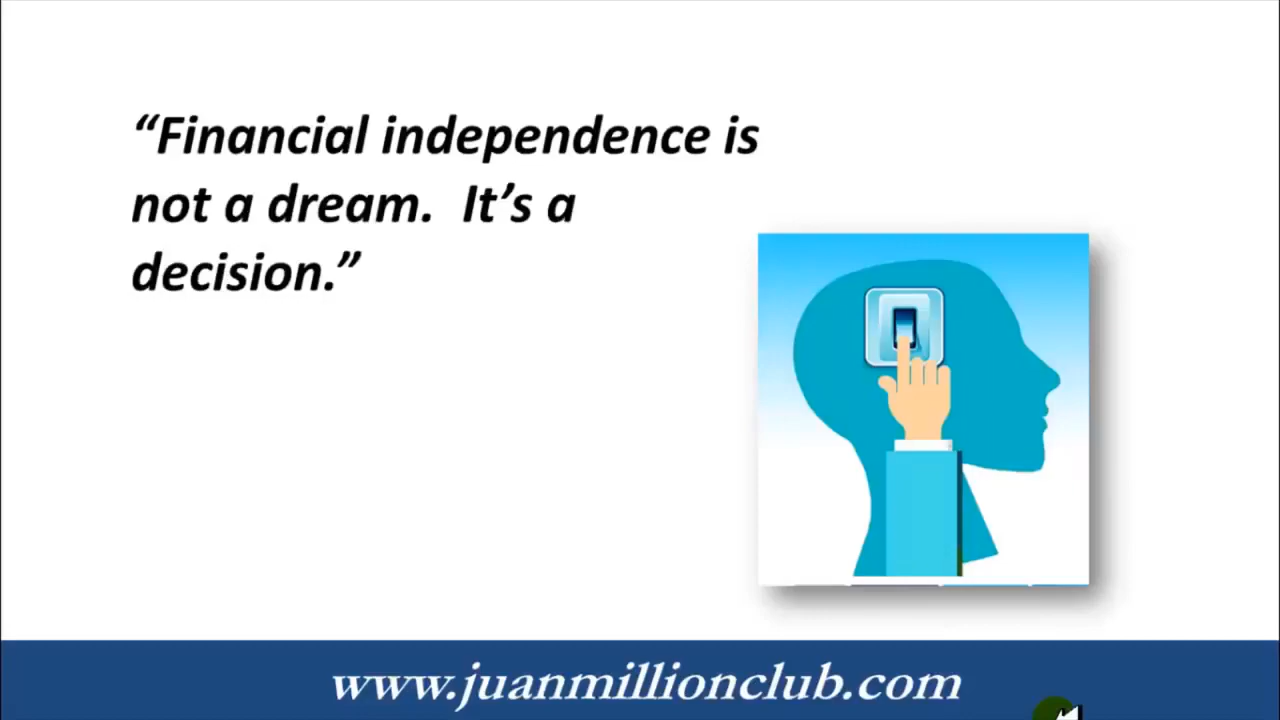 “Financial independence is
not a dream.  It’s a
decision.”
www.juanmillionclub.com